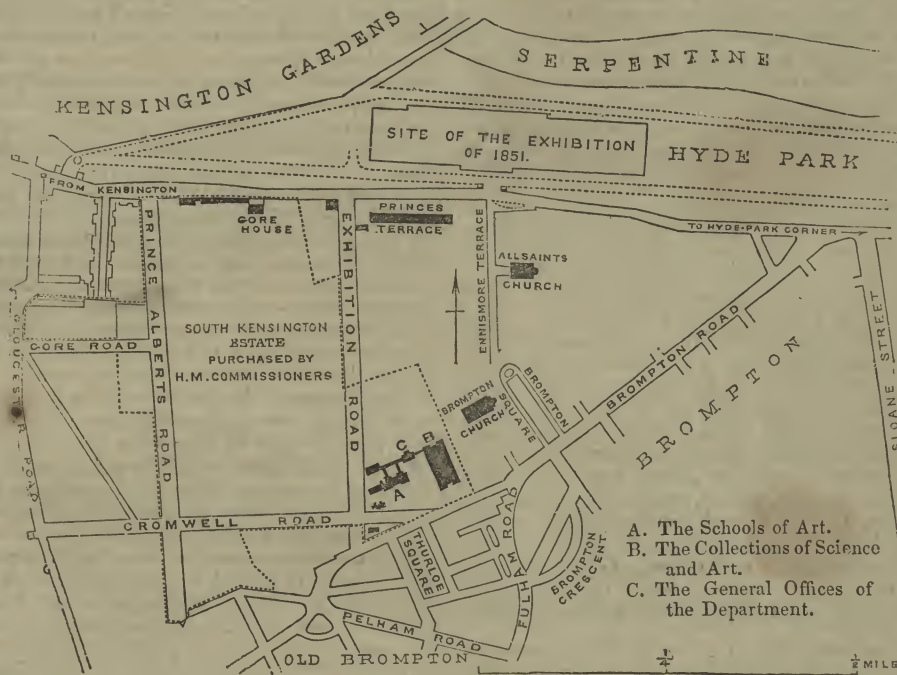 KENSINGTON GARDENS
SERPENTINE
SITE OF THE EXHIBITION
OF 1851.
HYDE PARK
FROM KENSINGTON
GORE
HOUSE
PRINCES
TERRACE
TO HYDE-PARK CORNER
ALLSAINTS
CHURCH
PRINCE ALBERTS ROAD
EXHIBITION ROAD
ENNISMORE TERRACE
SLOANE-STREET
SOUTH KENSINGTON
ESTATE
PURCHASED BY
H.M.COMMISSIONERS
GORE ROAD
GLOUCESTER ROAD
BROMPTON ROAD
BROMPTON ROAD
BROMPTON
BROMPTON
CHURCH
BROMPTON
SQUARE
C
B
A
CROMWELL ROAD
THURLOE
SQUARE
FULHAM ROAD
BROMPTON
CRESCENT.
PELHAM ROAD
OLD BROMPTON
A. The Schools of Art.
B. The Collections of Science
and Art.
C. The General Offices of
the Department.
1/4
1/2 MILE